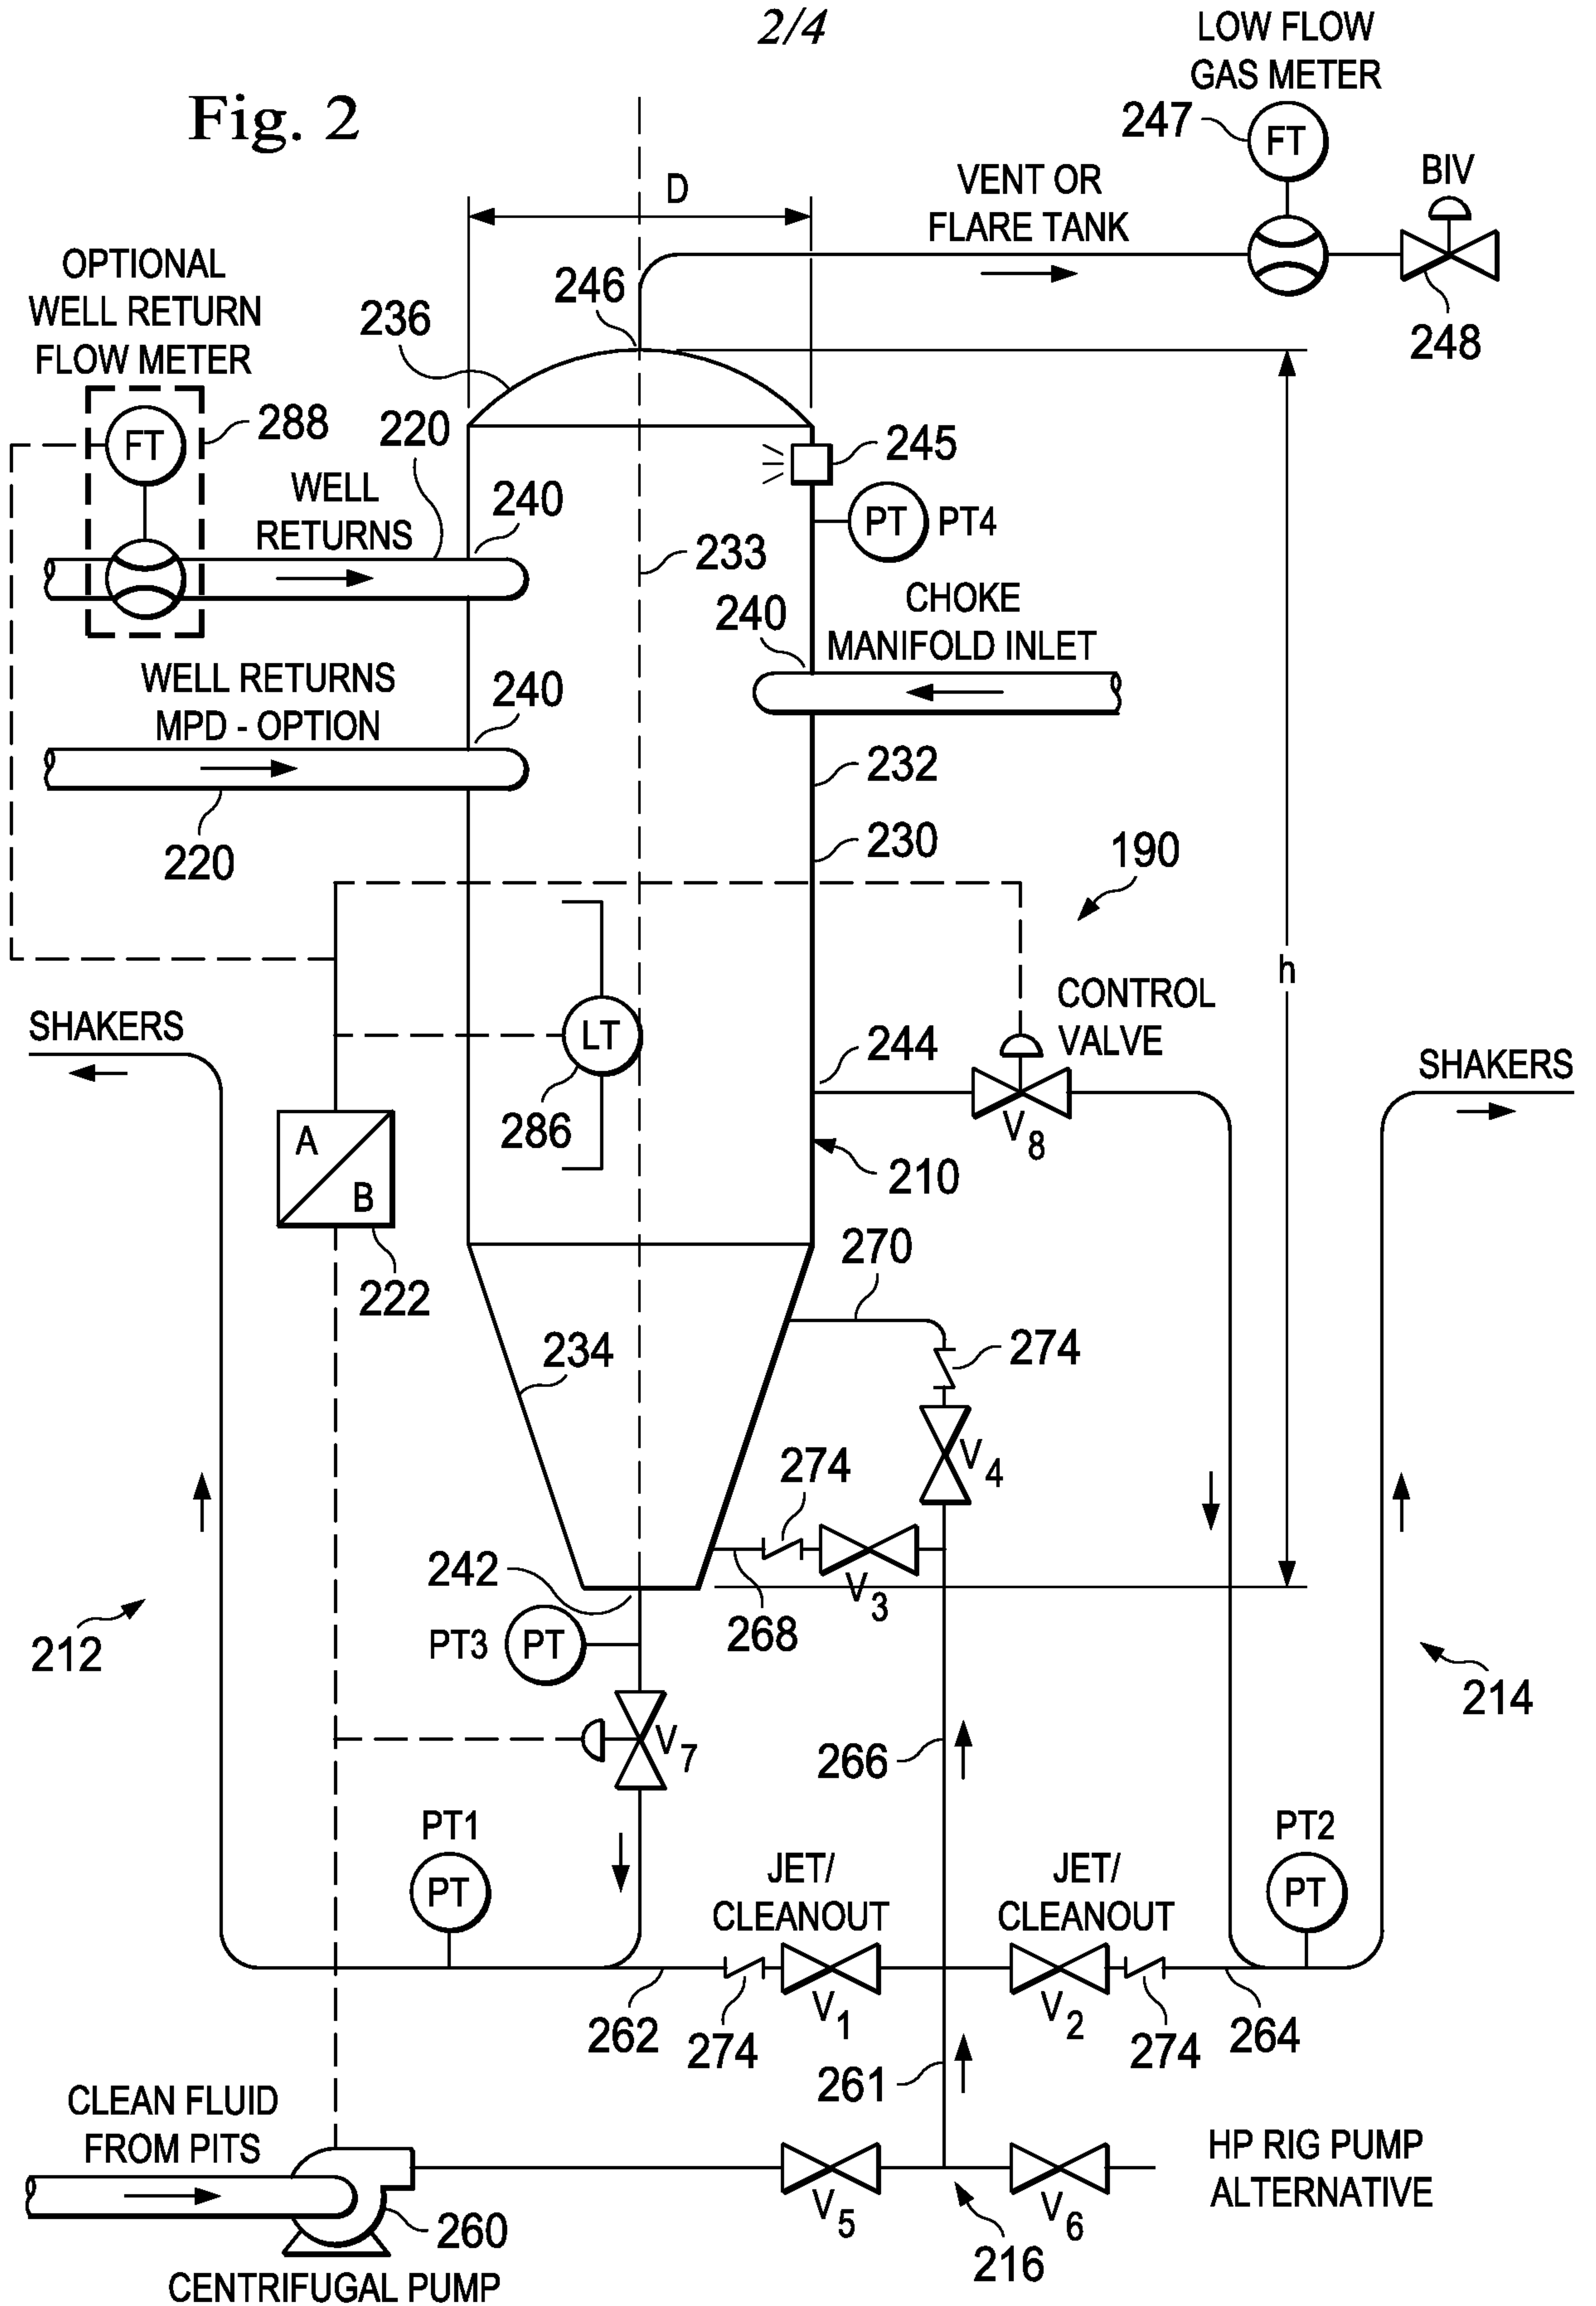 2/4
Fig. 2
LOW FLOW
GAS METER
247
FT
BIV
VENT OR
FLARE TANK
D
248
246
236
OPTIONAL
WELL RETURN
FLOW METER
FT
288
220
245
WELL
RETURNS
240
PT
PT4
233
CHOKE
MANIFOLD INLET
240
WELL RETURNS
MPD - OPTION
240
232
220
230
190
h
CONTROL
VALVE
SHAKERS
LT
244
SHAKERS
286
V8
A
B
210
222
270
234
274
V4
274
242
V3
268
PT3
PT
212
214
V7
266
PT1
PT
JET/
CLEANOUT
JET/
CLEANOUT
PT2
PT
262
274
V1
V2
274
264
261
CLEAN FLUID
FROM PITS
HP RIG PUMP
ALTERNATIVE
V5
V6
260
216
CENTRIFUGAL PUMP